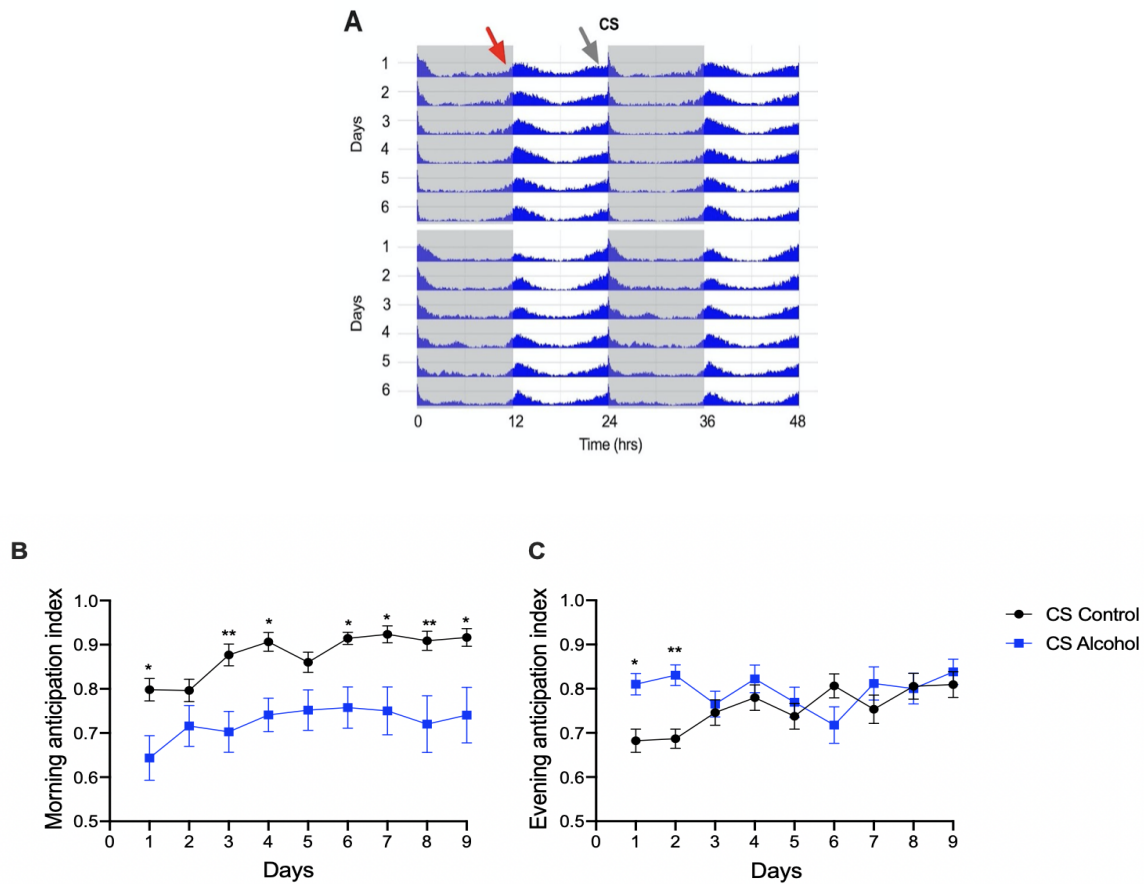 A
CS
Days
1
2
3
4
5
6
Days
1
2
3
4
5
6
0 12 24 36 48
Time (hrs)
B
Morning anticipation index
1.0
0.9
0.8
0.7
0.6
0.5
* ** * * * ** *
0 1 2 3 4 5 6 7 8 9
Days
C
Evening anticipation index
1.0
0.9
0.8
0.7
0.6
0.5
* **
0 1 2 3 4 5 6 7 8 9
Days
CS Control
CS Alcohol